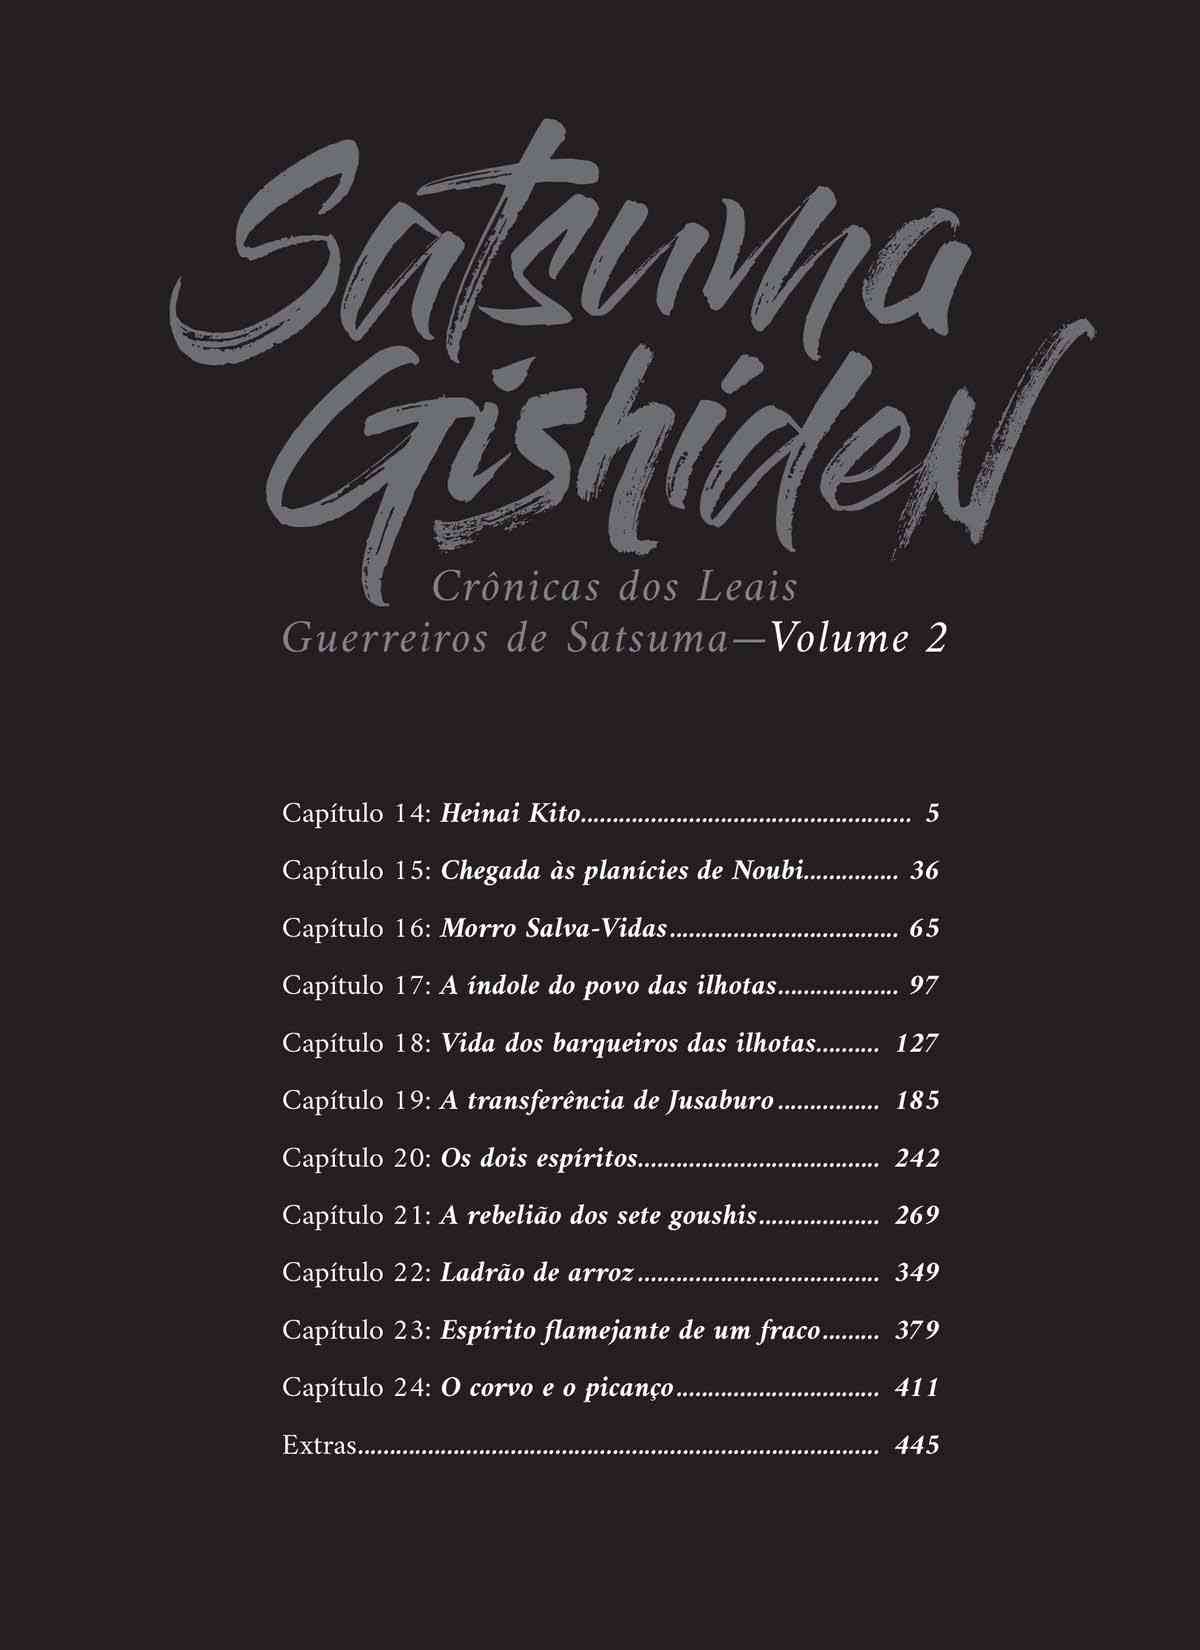 Satsuma
Gishiden
Crônicas dos Leais
Guerreiros de Satsuma—Volume 2
Capítulo 14: Heinai Kito..................................................... 5
Capítulo 15: Chegada às planícies de Noubi............... 36
Capítulo 16: Morro Salva-Vidas.................................... 65
Capítulo 17: A índole do povo das ilhotas................... 97
Capítulo 18: Vida dos barqueiros das ilhotas.......... 127
Capítulo 19: A transferência de Jusaburo................ 185
Capítulo 20: Os dois espíritos...................................... 242
Capítulo 21: A rebelião dos sete goushis................... 269
Capítulo 22: Ladrão de arroz...................................... 349
Capítulo 23: Espírito flamejante de um fraco......... 379
Capítulo 24: O corvo e o picanço................................ 411
Extras.................................................................................. 445